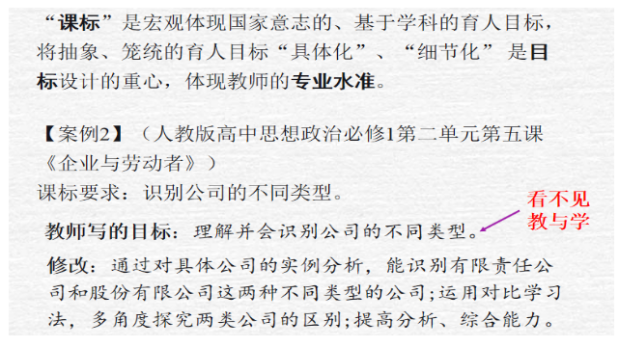 “课标”是宏观体现国家意志的、基于学科的育人目标，
将抽象、笼统的育人目标“具体化”、“细节化” 是目
标设计的重心，体现教师的专业水准。
【案例2】（人教版高中思想政治必修1第二单元第五课
《企业与劳动者》）
课标要求：识别公司的不同类型。
看不见
教与学
教师写的目标：理解并会识别公司的不同类型。
修改：通过对具体公司的实例分析，能识别有限责任公
司和股份有限公司这两种不同类型的公司;运用对比学习
法，多角度探究两类公司的区别;提高分析、综合能力。